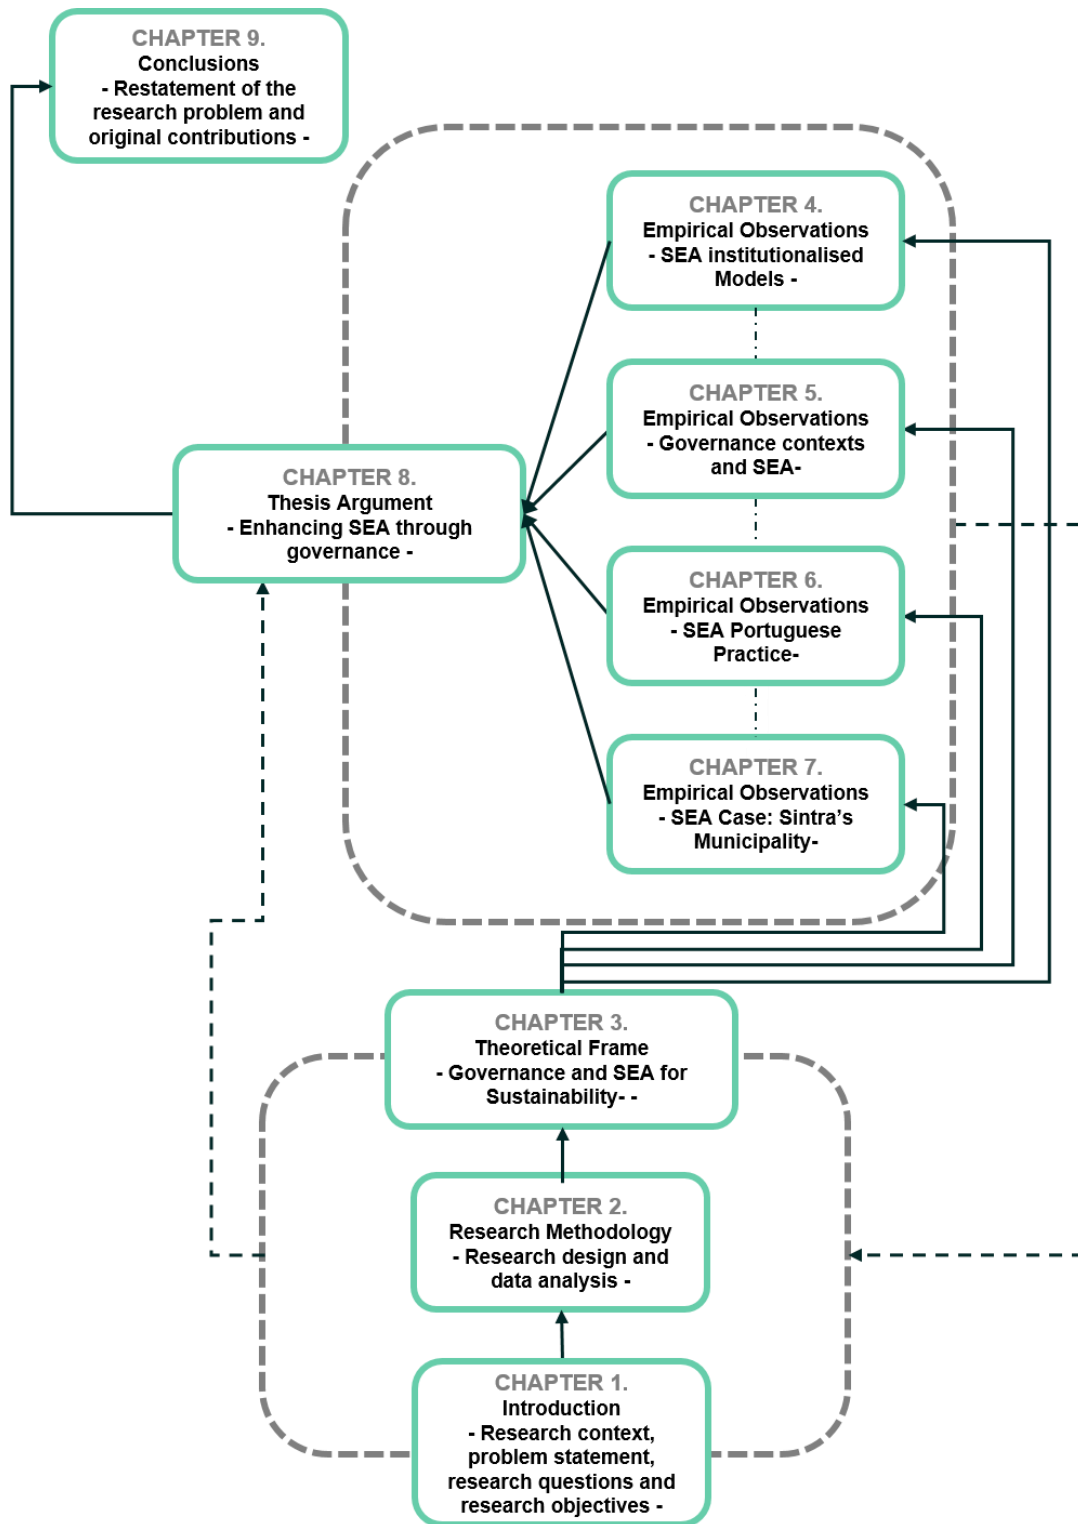 CHAPTER 9.
Conclusions
- Restatement of the
research problem and
original contributions -
CHAPTER 4.
Empirical Observations
- SEA institutionalised
Models -
CHAPTER 5.
Empirical Observations
- Governance contexts
and SEA-
CHAPTER 8.
Thesis Argument
- Enhancing SEA through
governance -
CHAPTER 6.
Empirical Observations
- SEA Portuguese
Practice-
CHAPTER 7.
Empirical Observations
- SEA Case: Sintra’s
Municipality-
CHAPTER 3.
Theoretical Frame
- Governance and SEA for
Sustainability- -
CHAPTER 2.
Research Methodology
- Research design and
data analysis -
CHAPTER 1.
Introduction
- Research context,
problem statement,
research questions and
research objectives -